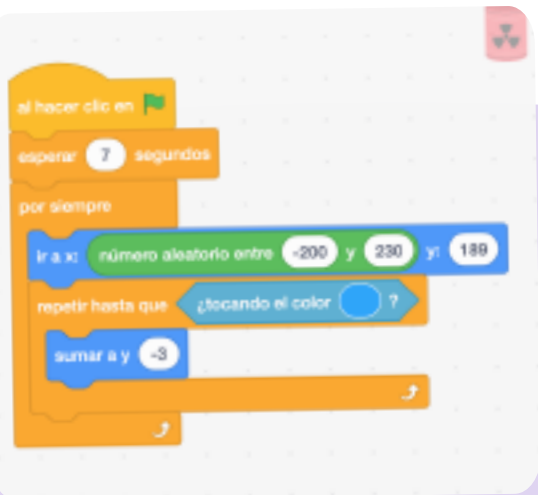 al hacer clic en
esperar 7 segundos
por siempre
ir a x: número aleatorio entre -200 y 230 y: 189
repetir hasta que ¿tocando el color ?
sumar a y -3